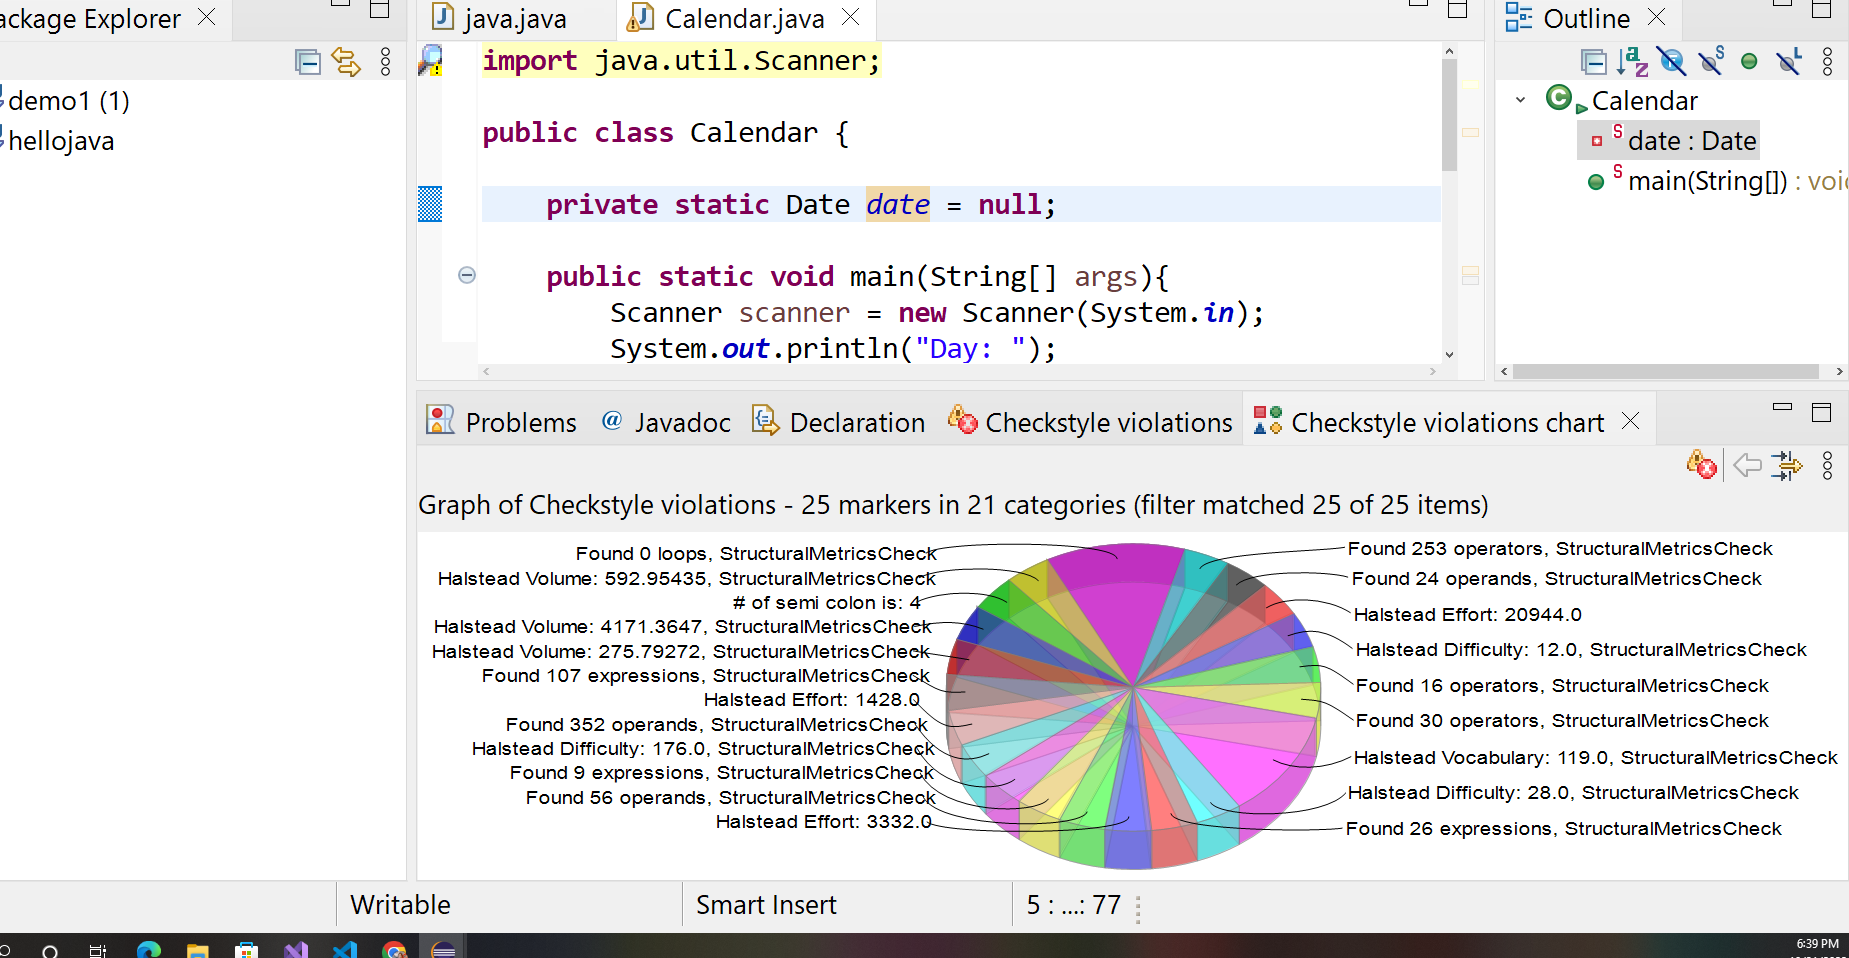 ackage Explorer
java.java
Calendar.java
Outline
demo1 (1)
hellojava
import java.util.Scanner;
public class Calendar {
private static Date date = null;
public static void main(String[] args){
Scanner scanner = new Scanner(System.in);
System.out.println("Day: ");
Calendar
date : Date
main(String[]) : voi
Problems
@ Javadoc
Declaration
Checkstyle violations
Checkstyle violations chart
Graph of Checkstyle violations - 25 markers in 21 categories (filter matched 25 of 25 items)
Found 0 loops, StructuralMetricsCheck
Halstead Volume: 592.95435, StructuralMetricsCheck
# of semi colon is: 4
Halstead Volume: 4171.3647, StructuralMetricsCheck
Halstead Volume: 275.79272, StructuralMetricsCheck
Found 107 expressions, StructuralMetricsCheck
Halstead Effort: 1428.0
Found 352 operands, StructuralMetricsCheck
Halstead Difficulty: 176.0, StructuralMetricsCheck
Found 9 expressions, StructuralMetricsCheck
Found 56 operands, StructuralMetricsCheck
Halstead Effort: 3332.0
Found 253 operators, StructuralMetricsCheck
Found 24 operands, StructuralMetricsCheck
Halstead Effort: 20944.0
Halstead Difficulty: 12.0, StructuralMetricsCheck
Found 16 operators, StructuralMetricsCheck
Found 30 operators, StructuralMetricsCheck
Halstead Vocabulary: 119.0, StructuralMetricsCheck
Halstead Difficulty: 28.0, StructuralMetricsCheck
Found 26 expressions, StructuralMetricsCheck
Writable
Smart Insert
5 : ...: 77
6:39 PM